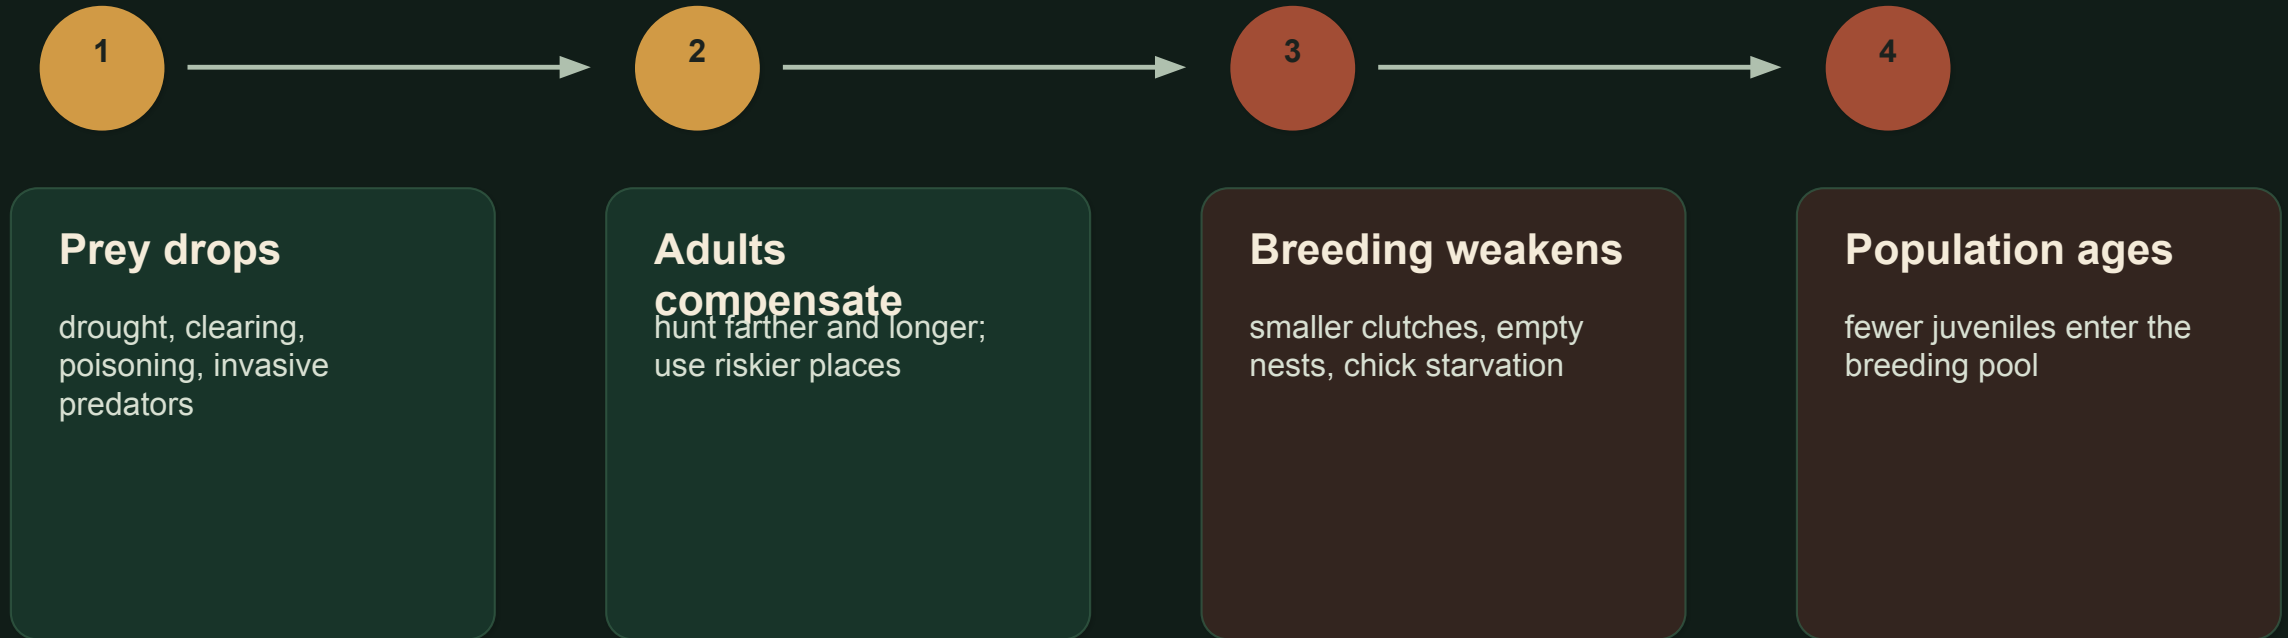 1
2
3
4
Prey drops
drought, clearing,
poisoning, invasive
predators
Adults
compensate
hunt farther and longer;
use riskier places
Breeding weakens
smaller clutches, empty
nests, chick starvation
Population ages
fewer juveniles enter the
breeding pool